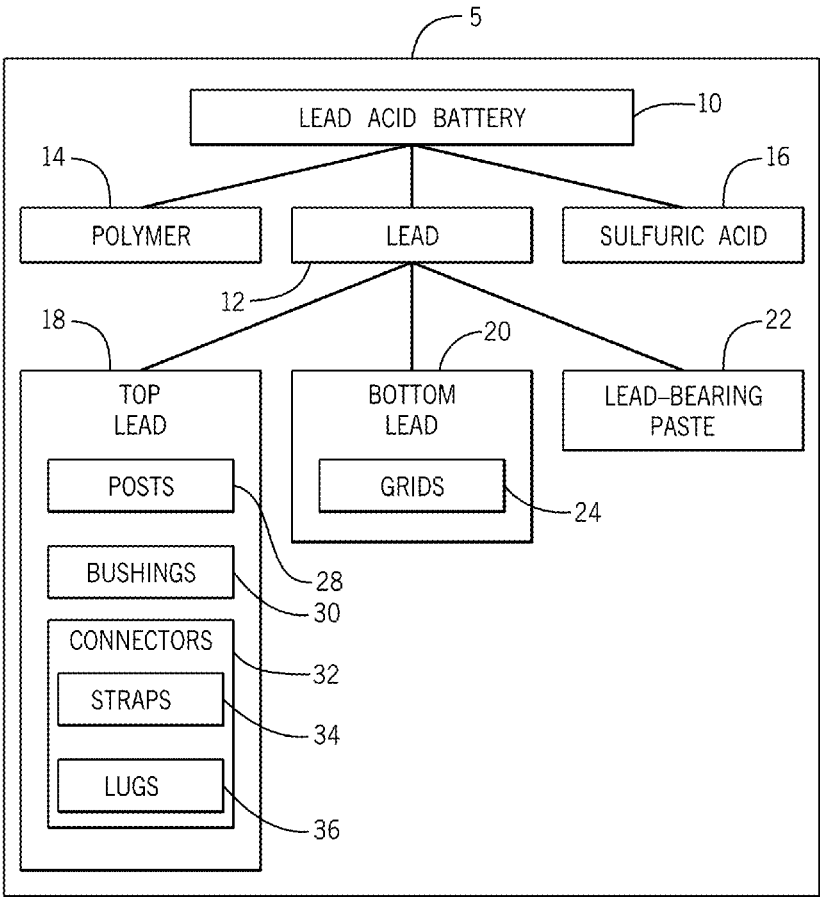 5
LEAD ACID BATTERY
10
14
16
POLYMER
LEAD
SULFURIC ACID
12
18
20
22
TOP
LEAD
BOTTOM
LEAD
LEAD-BEARING
PASTE
POSTS
GRIDS
24
28
BUSHINGS
30
CONNECTORS
32
STRAPS
34
LUGS
36